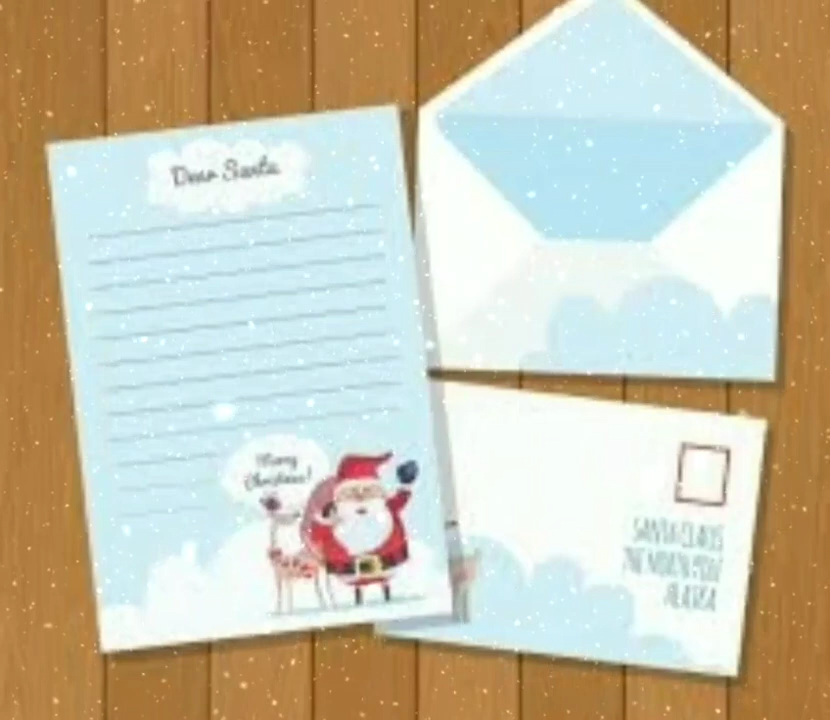 Dear Santa
Merry
Christmas!
SANTA CLAUS
THE NORTH POLE
ALASKA